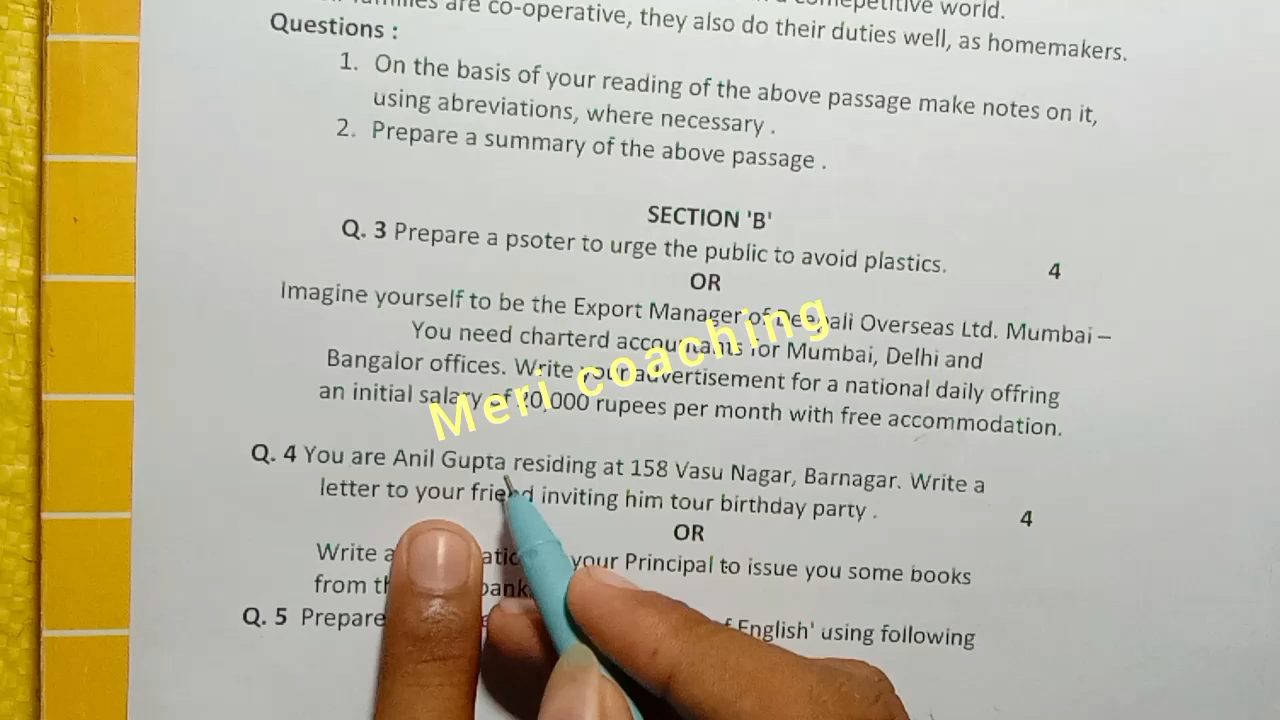 families are co-operative, they also do their duties well, as homemakers.
Questions :
1. On the basis of your reading of the above passage make notes on it,
using abreviations, where necessary .
2. Prepare a summary of the above passage .
SECTION 'B'
Q. 3 Prepare a psoter to urge the public to avoid plastics. 4
OR
Imagine yourself to be the Export Manager of Deepali Overseas Ltd. Mumbai –
You need charterd accountants for Mumbai, Delhi and
Bangalor offices. Write your advertisement for a national daily offring
an initial salary of 20,000 rupees per month with free accommodation.
Meri coaching
Q. 4 You are Anil Gupta residing at 158 Vasu Nagar, Barnagar. Write a
letter to your friend inviting him tour birthday party . 4
OR
Write your Principal to issue you some books
from
Q. 5 Prepare English' using following